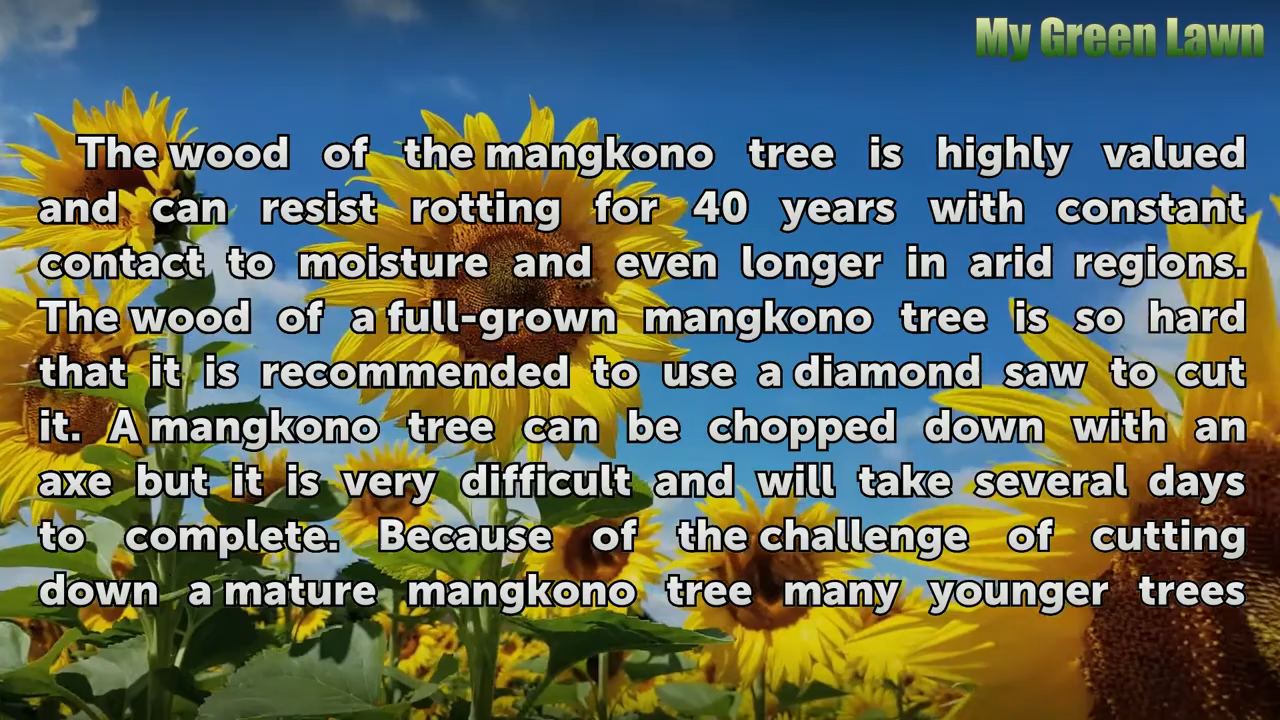 My Green Lawn
The wood of the mangkono tree is highly valued
and can resist rotting for 40 years with constant
contact to moisture and even longer in arid regions.
The wood of a full-grown mangkono tree is so hard
that it is recommended to use a diamond saw to cut
it. A mangkono tree can be chopped down with an
axe but it is very difficult and will take several days
to complete. Because of the challenge of cutting
down a mature mangkono tree many younger trees